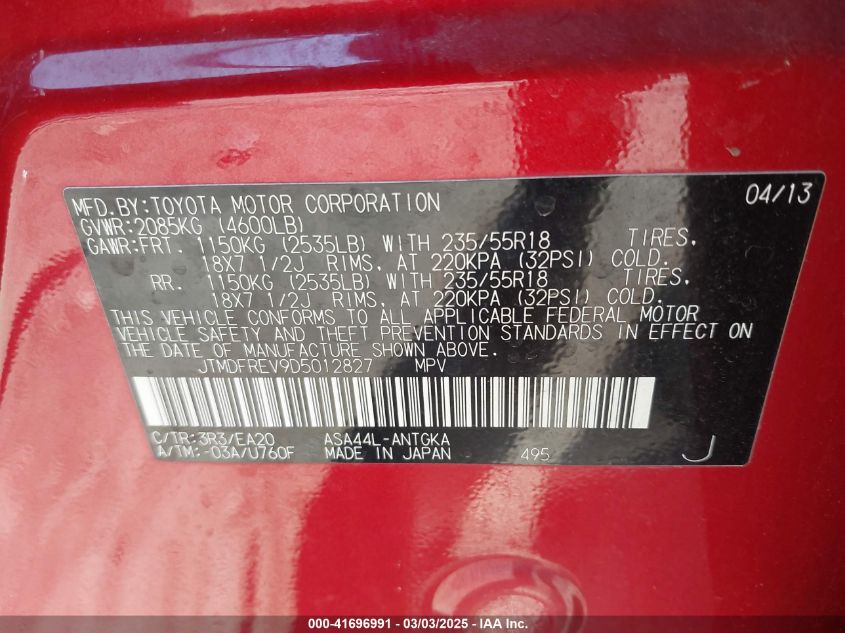 MFD.BY:TOYOTA MOTOR CORPORATION 04/13
GVWR:2085KG (4600LB)
GAWR:FRT. 1150KG (2535LB) WITH 235/55R18 TIRES,
18X7 1/2J RIMS, AT 220KPA (32PSI) COLD.
RR. 1150KG (2535LB) WITH 235/55R18 TIRES,
18X7 1/2J RIMS, AT 220KPA (32PSI) COLD.
THIS VEHICLE CONFORMS TO ALL APPLICABLE FEDERAL MOTOR
VEHICLE SAFETY AND THEFT PREVENTION STANDARDS IN EFFECT ON
THE DATE OF MANUFACTURE SHOWN ABOVE.
JTMDFREV9D5012827 MPV
C/TR:3R3/EA20 ASA44L-ANTGKA
A/TM:-03A/U760F MADE IN JAPAN 495 J
000-41696991 — 03/03/2025 — IAA Inc.